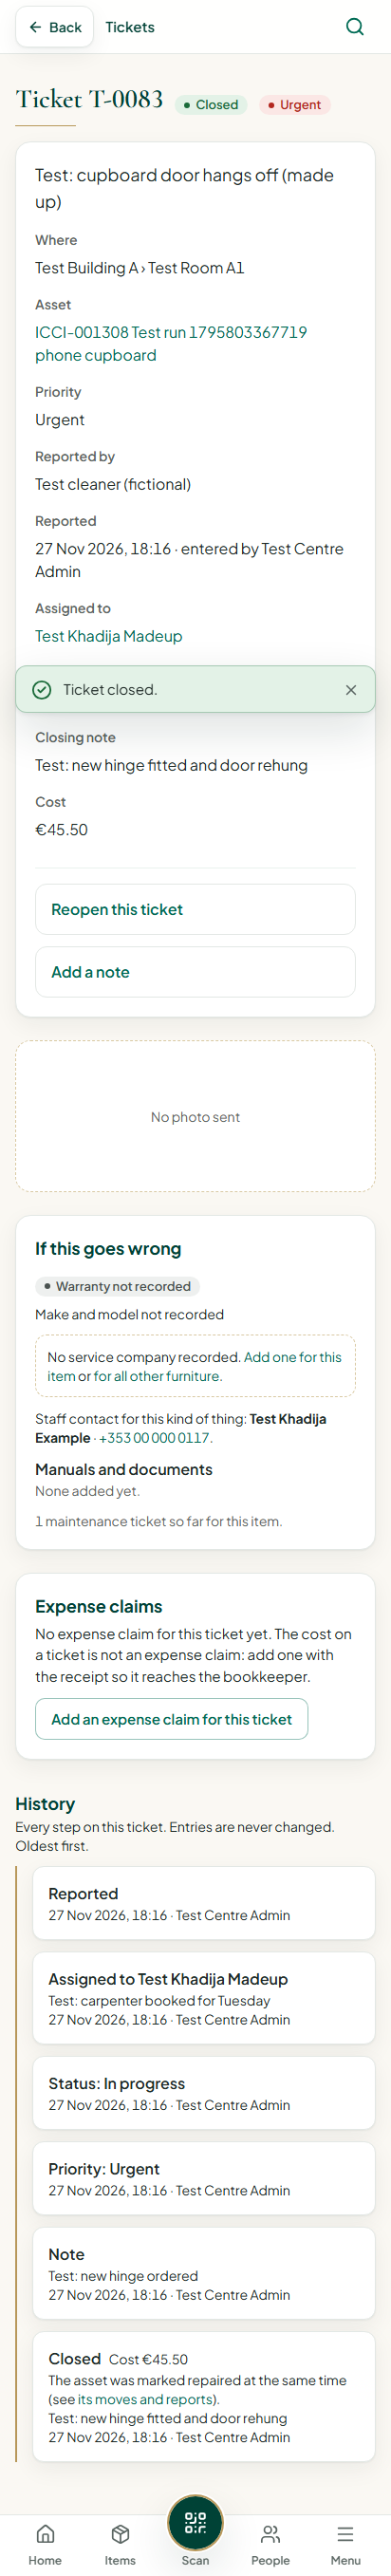 Back
Tickets
Ticket T-0083
Closed
Urgent
Test: cupboard door hangs off (made
up)
Where
Test Building A › Test Room A1
Asset
ICCI-001308 Test run 1795803367719
phone cupboard
Priority
Urgent
Reported by
Test cleaner (fictional)
Reported
27 Nov 2026, 18:16 · entered by Test Centre
Admin
Assigned to
Test Khadija Madeup
Ticket closed.
Closing note
Test: new hinge fitted and door rehung
Cost
€45.50
Reopen this ticket
Add a note
No photo sent
If this goes wrong
Warranty not recorded
Make and model not recorded
No service company recorded. Add one for this
item or for all other furniture.
Staff contact for this kind of thing: Test Khadija
Example · +353 00 000 0117.
Manuals and documents
None added yet.
1 maintenance ticket so far for this item.
Expense claims
No expense claim for this ticket yet. The cost on
a ticket is not an expense claim: add one with
the receipt so it reaches the bookkeeper.
Add an expense claim for this ticket
History
Every step on this ticket. Entries are never changed.
Oldest first.
Reported
27 Nov 2026, 18:16 · Test Centre Admin
Assigned to Test Khadija Madeup
Test: carpenter booked for Tuesday
27 Nov 2026, 18:16 · Test Centre Admin
Status: In progress
27 Nov 2026, 18:16 · Test Centre Admin
Priority: Urgent
27 Nov 2026, 18:16 · Test Centre Admin
Note
Test: new hinge ordered
27 Nov 2026, 18:16 · Test Centre Admin
Closed Cost €45.50
The asset was marked repaired at the same time
(see its moves and reports).
Test: new hinge fitted and door rehung
27 Nov 2026, 18:16 · Test Centre Admin
Home
Items
Scan
People
Menu